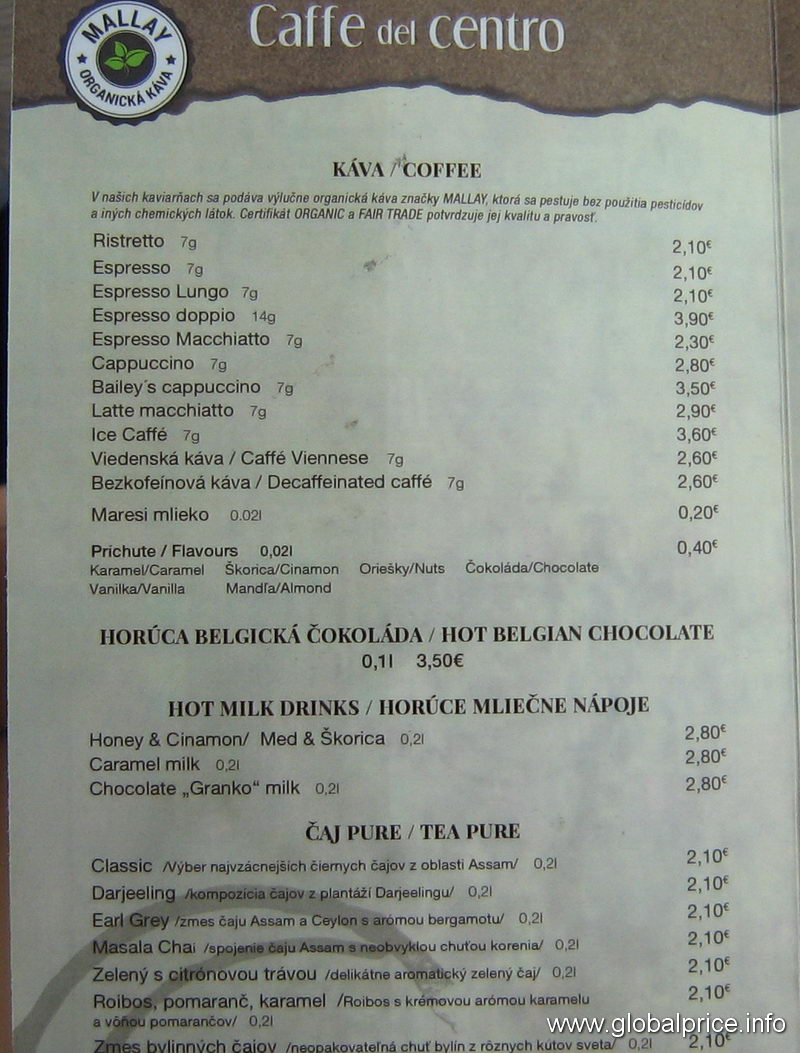 MALLAY
ORGANICKÁ KÁVA
Caffe del centro
KÁVA / COFFEE
V našich kaviarňach sa podáva výlučne organická káva značky MALLAY, ktorá sa pestuje bez použitia pesticídov
a iných chemických látok. Certifikát ORGANIC a FAIR TRADE potvrdzuje jej kvalitu a pravosť.
Ristretto 7g 2,10€
Espresso 7g 2,10€
Espresso Lungo 7g 2,10€
Espresso doppio 14g 3,90€
Espresso Macchiatto 7g 2,30€
Cappuccino 7g 2,80€
Bailey´s cappuccino 7g 3,50€
Latte macchiatto 7g 2,90€
Ice Caffé 7g 3,60€
Viedenská káva / Caffé Viennese 7g 2,60€
Bezkofeínová káva / Decaffeinated caffé 7g 2,60€
Maresi mlieko 0.02l 0,20€
Príchute / Flavours 0,02l 0,40€
Karamel/Caramel Škorica/Cinamon Oriešky/Nuts Čokoláda/Chocolate
Vanilka/Vanilla Mandľa/Almond
HORÚCA BELGICKÁ ČOKOLÁDA / HOT BELGIAN CHOCOLATE
0,1l 3,50€
HOT MILK DRINKS / HORÚCE MLIEČNE NÁPOJE
Honey & Cinamon/ Med & Škorica 0,2l 2,80€
Caramel milk 0,2l 2,80€
Chocolate „Granko“ milk 0,2l 2,80€
ČAJ PURE / TEA PURE
Classic /Výber najvzácnejších čiernych čajov z oblasti Assam/ 0,2l 2,10€
Darjeeling /kompozícia čajov z plantáží Darjeelingu/ 0,2l 2,10€
Earl Grey /zmes čaju Assam a Ceylon s arómou bergamotu/ 0,2l 2,10€
Masala Chai /spojenie čaju Assam s neobvyklou chuťou korenia/ 0,2l 2,10€
Zelený s citrónovou trávou /delikátne aromatický zelený čaj/ 0,2l 2,10€
Roibos, pomaranč, karamel /Roibos s krémovou arómou karamelu 2,10€
a vôňou pomarančov/ 0,2l
Zmes bylinných čajov /neopakovateľná chuť bylín z rôznych kútov sveta/ 0,2l 2,10€
www.globalprice.info